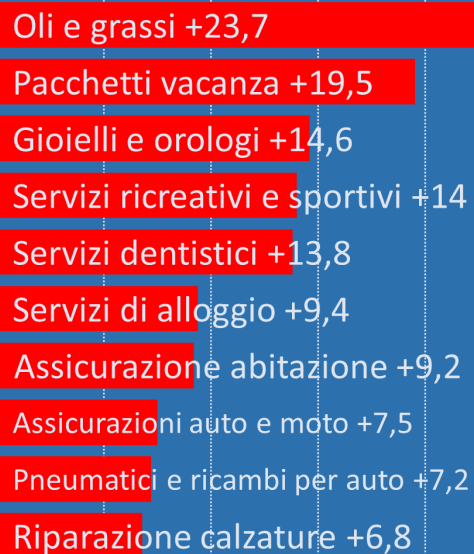 Oli e grassi +23,7
Pacchetti vacanza +19,5
Gioielli e orologi +14,6
Servizi ricreativi e sportivi +14
Servizi dentistici +13,8
Servizi di alloggio +9,4
Assicurazione abitazione +9,2
Assicurazioni auto e moto +7,5
Pneumatici e ricambi per auto +7,2
Riparazione calzature +6,8